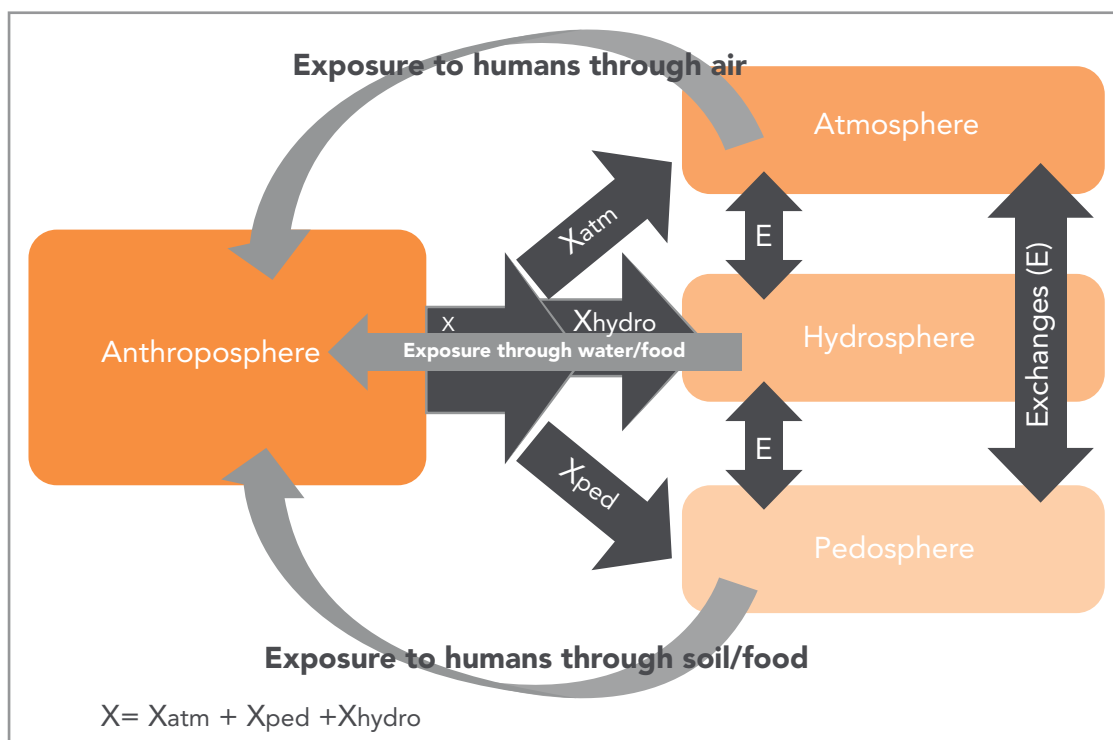 Exposure to humans through air
Atmosphere
Xatm
E
Exchanges (E)
X
Xhydro
Hydrosphere
Anthroposphere
Exposure through water/food
E
Xped
Pedosphere
Exposure to humans through soil/food
X= Xatm + Xped +Xhydro